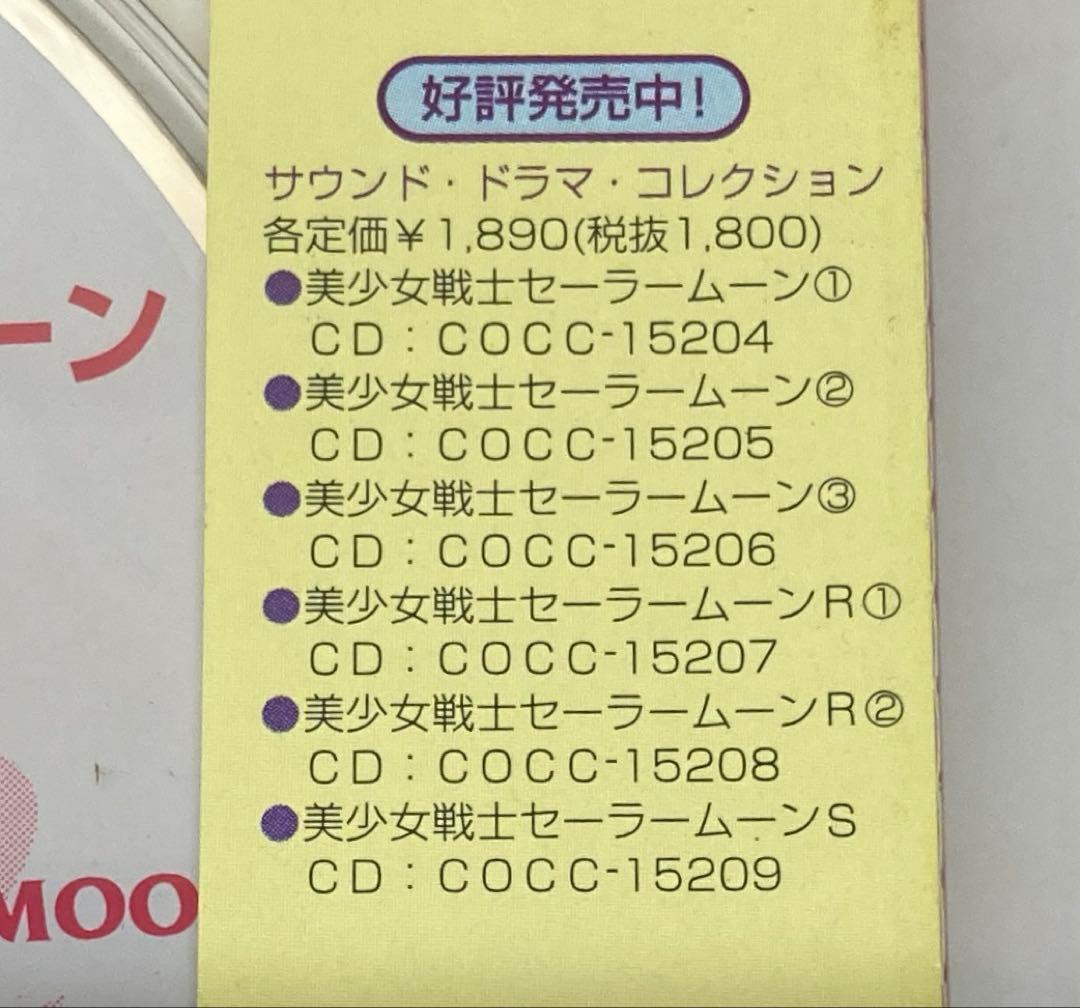 好評発売中！
サウンド・ドラマ・コレクション
各定価￥1,890(税抜1,800)
●美少女戦士セーラームーン①
CD：COCC-15204
●美少女戦士セーラームーン②
CD：COCC-15205
●美少女戦士セーラームーン③
CD：COCC-15206
●美少女戦士セーラームーンR①
CD：COCC-15207
●美少女戦士セーラームーンR②
CD：COCC-15208
●美少女戦士セーラームーンS
CD：COCC-15209
ーン
MOO